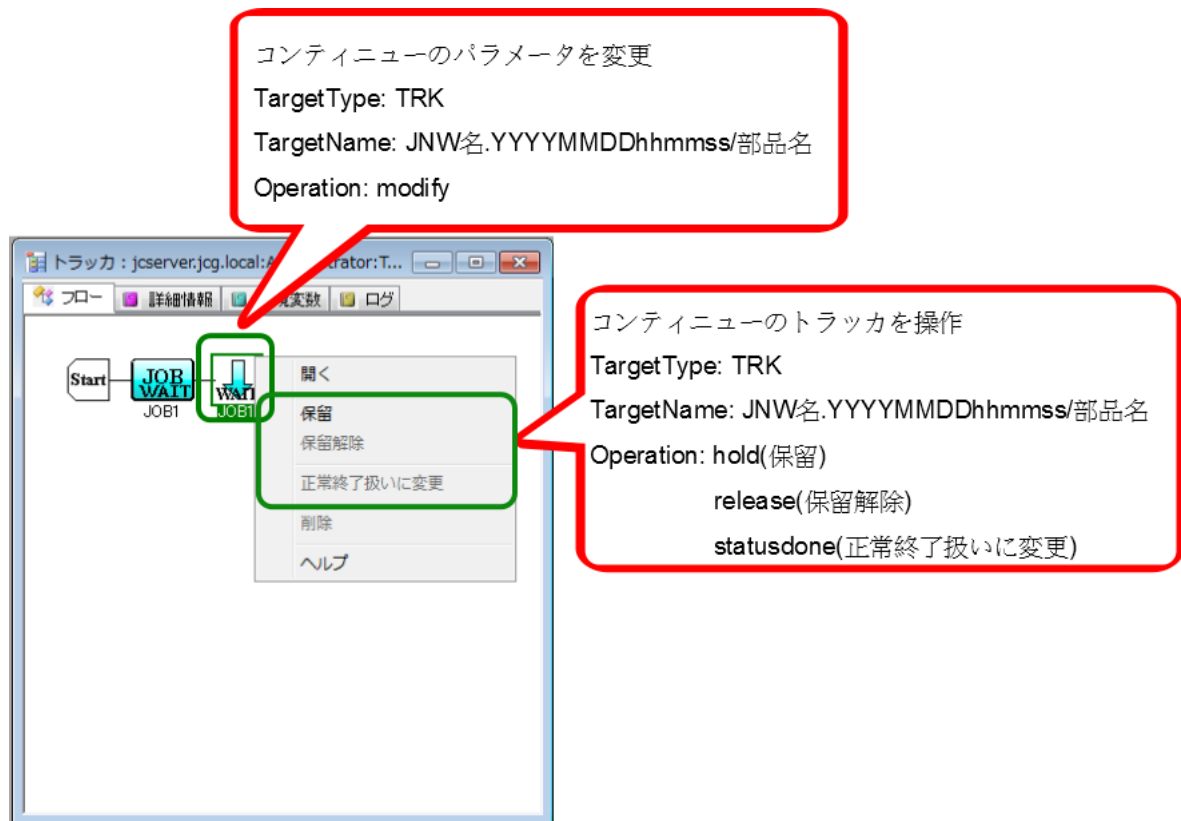 コンティニューのパラメータを変更
TargetType: TRK
TargetName: JNW名.YYYYMMDDhhmmss/部品名
Operation: modify
トラッカ : jcserver.jcg.local:A trator:T...
フロー 詳細情報 変数 ログ
Start
JOB
WAIT
JOB1
WAIT
JOB1
開く
保留
保留解除
正常終了扱いに変更
削除
ヘルプ
コンティニューのトラッカを操作
TargetType: TRK
TargetName: JNW名.YYYYMMDDhhmmss/部品名
Operation: hold(保留)
release(保留解除)
statusdone(正常終了扱いに変更)